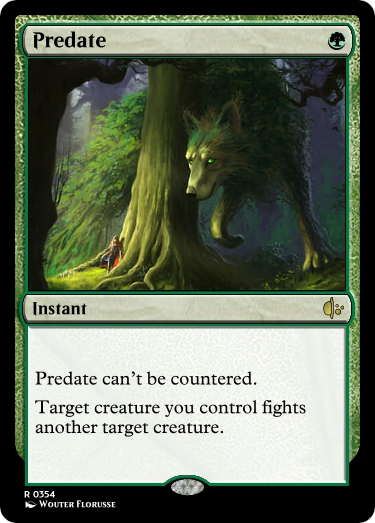 Predate
Instant
Predate can't be countered.
Target creature you control fights
another target creature.
R 0354
Wouter Florusse